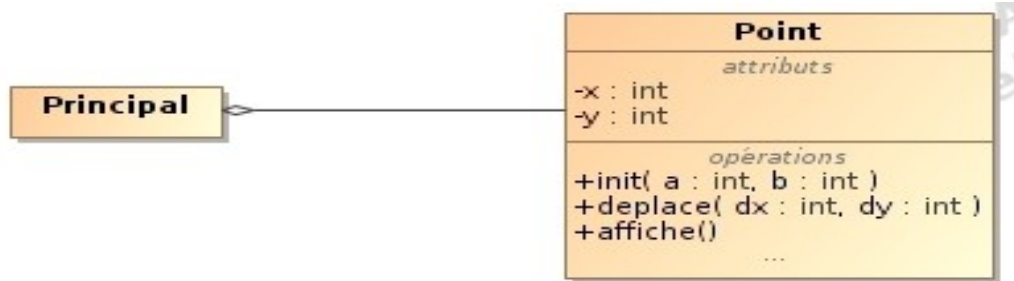 Principal
Point
attributs
-x : int
-y : int
opérations
+init( a : int, b : int )
+deplace( dx : int, dy : int )
+affiche()
...